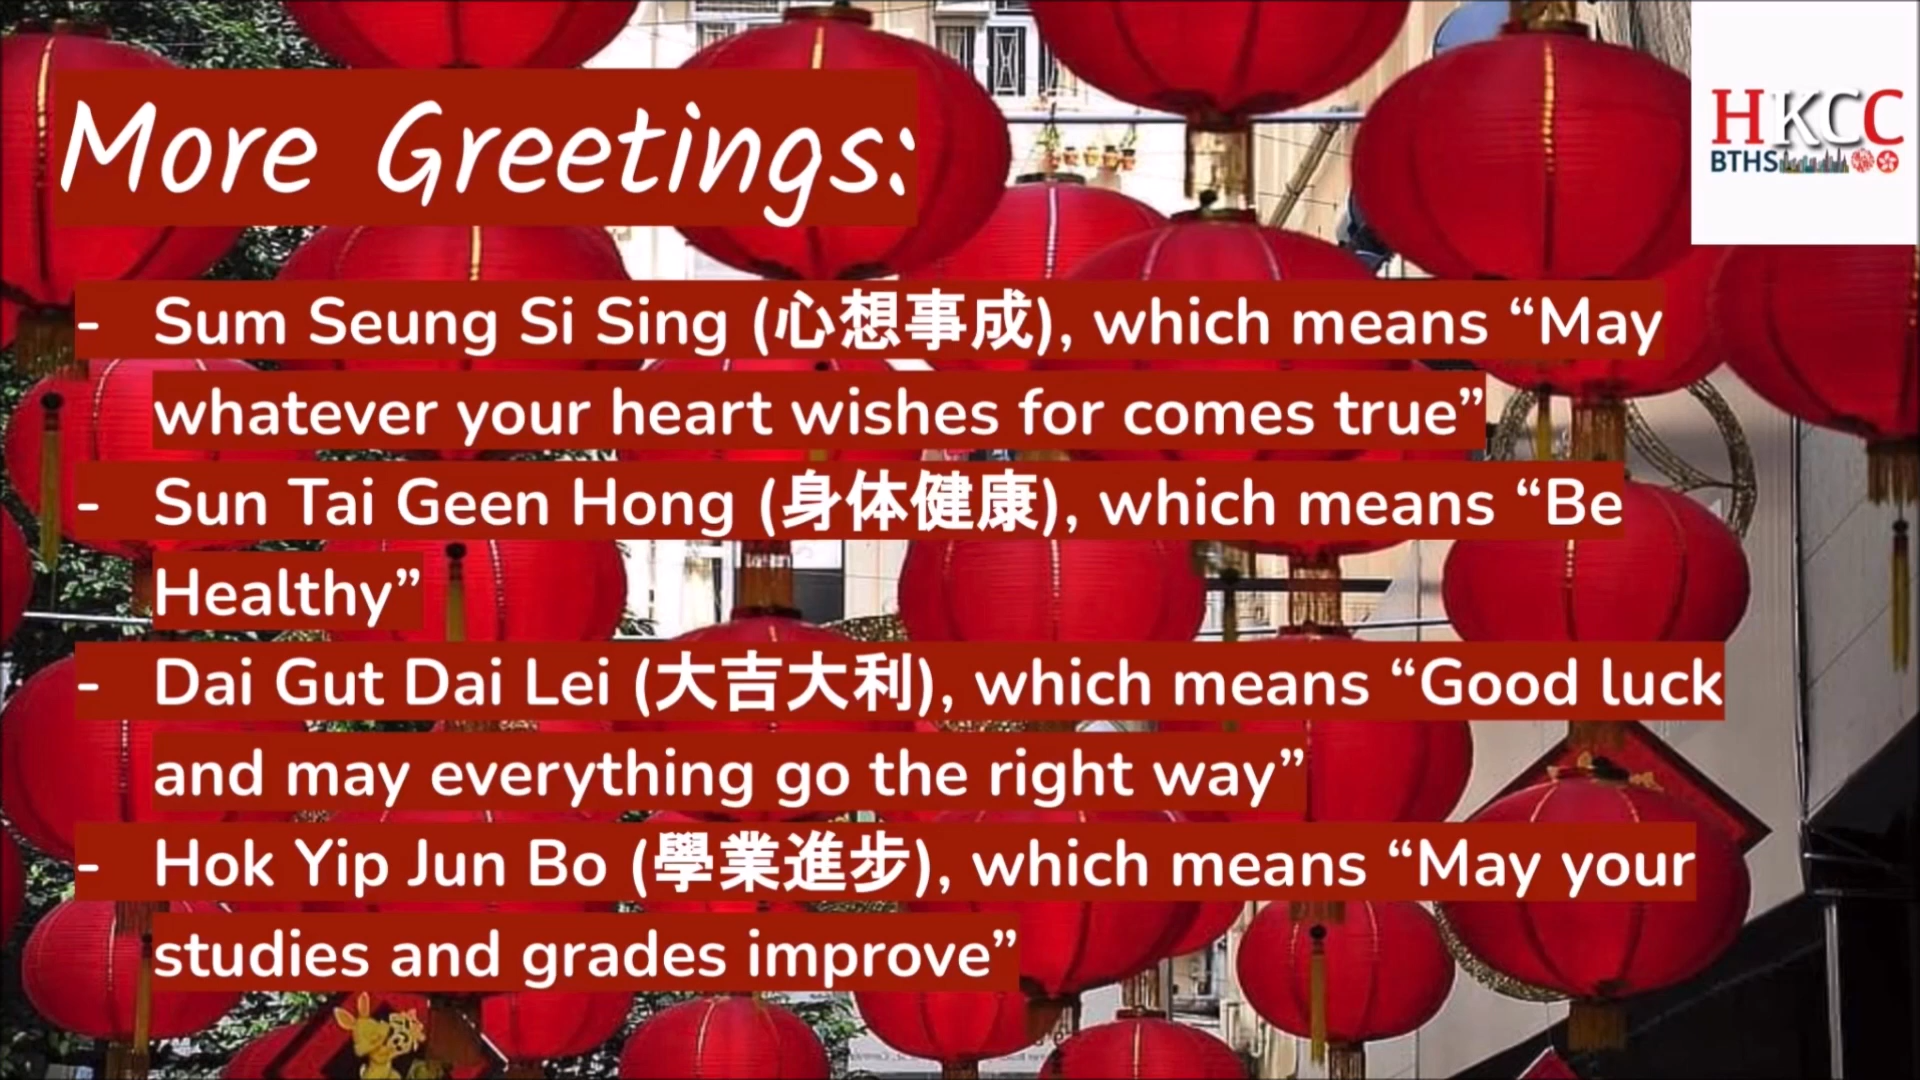 More Greetings:
HKCC
BTHS
- Sum Seung Si Sing (心想事成), which means “May
whatever your heart wishes for comes true”
- Sun Tai Geen Hong (身体健康), which means “Be
Healthy”
- Dai Gut Dai Lei (大吉大利), which means “Good luck
and may everything go the right way”
- Hok Yip Jun Bo (學業進步), which means “May your
studies and grades improve”